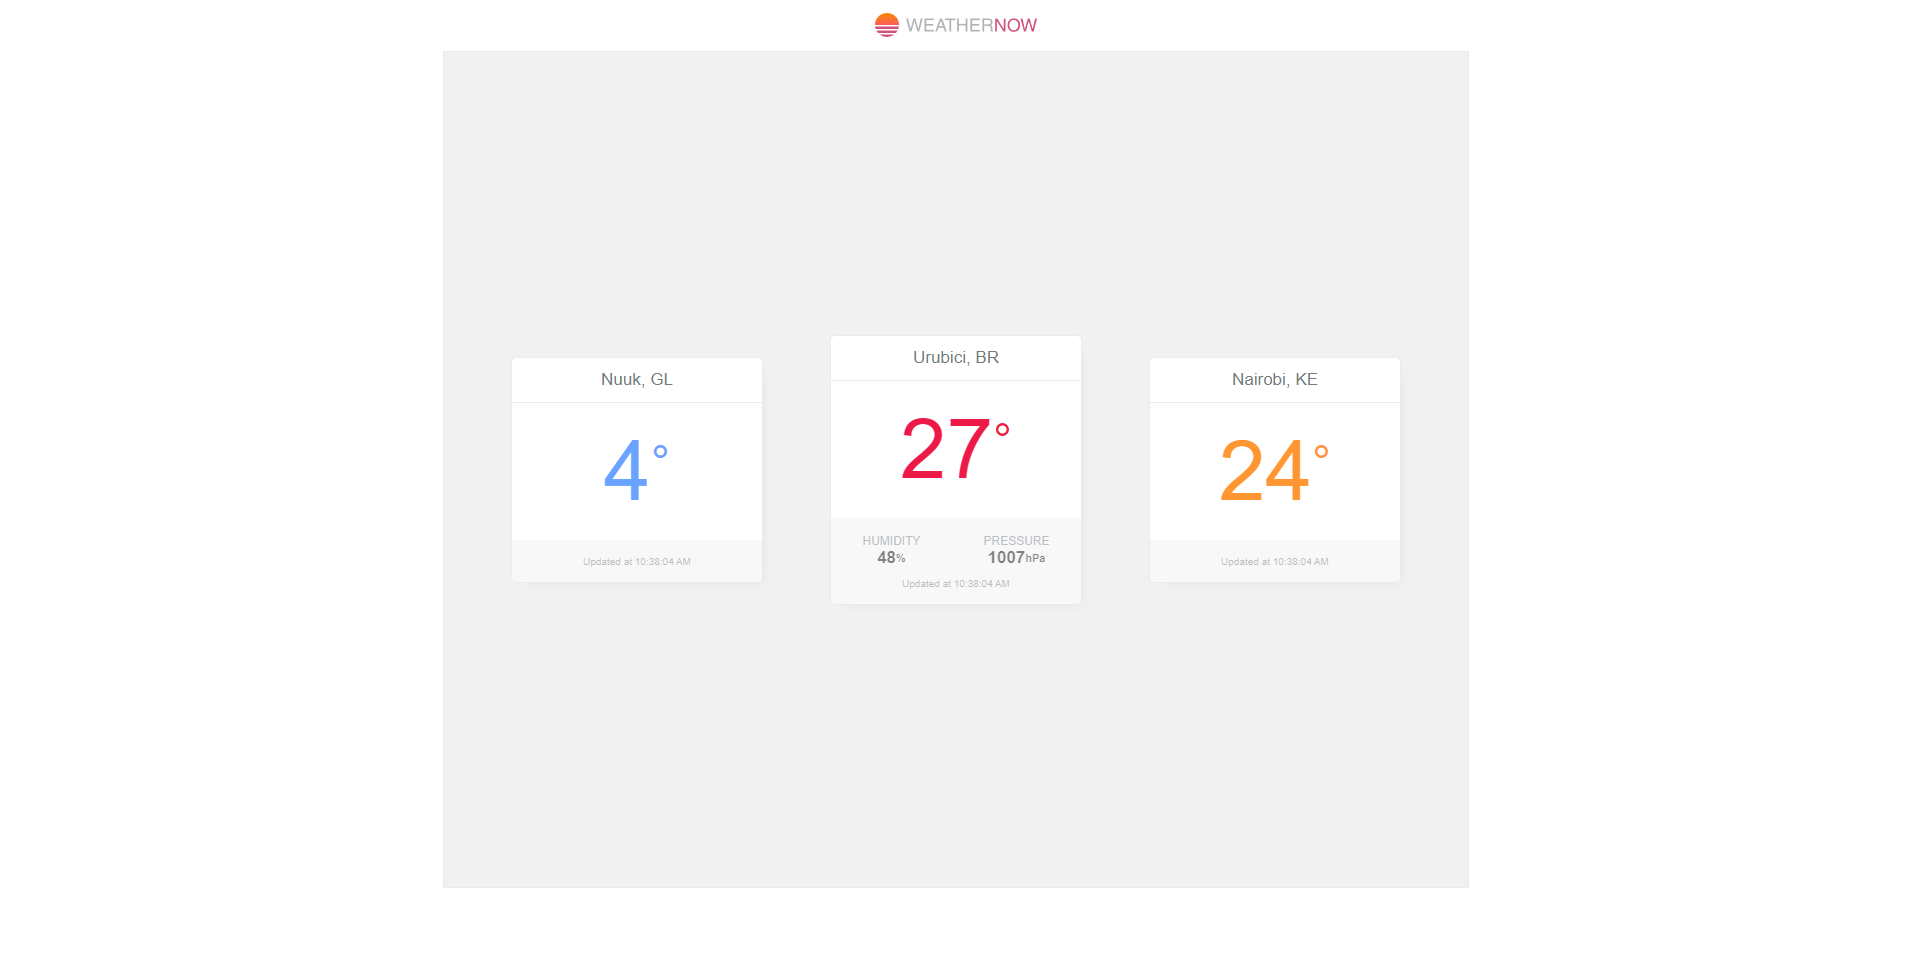 WEATHERNOW
Nuuk, GL
4°
Updated at 10:38:04 AM
Urubici, BR
27°
HUMIDITY
48%
PRESSURE
1007hPa
Updated at 10:38:04 AM
Nairobi, KE
24°
Updated at 10:38:04 AM